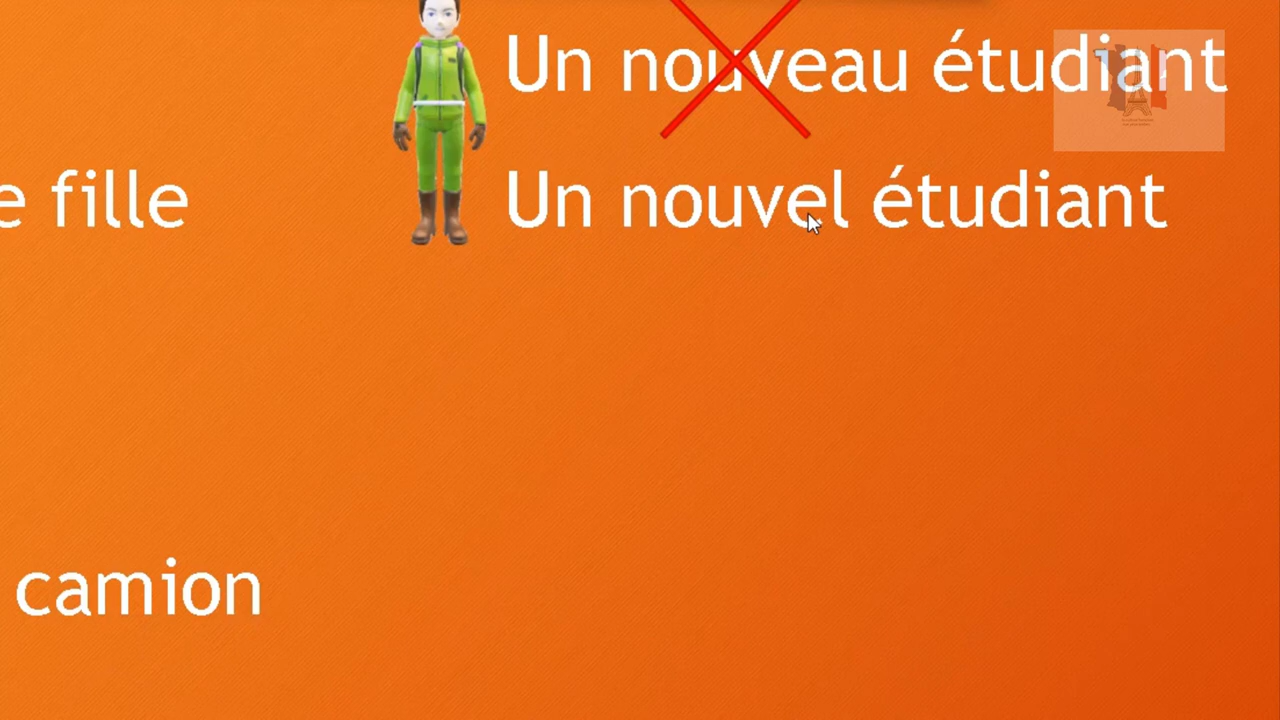 Un nouveau étudiant
e fille
Un nouvel étudiant
camion